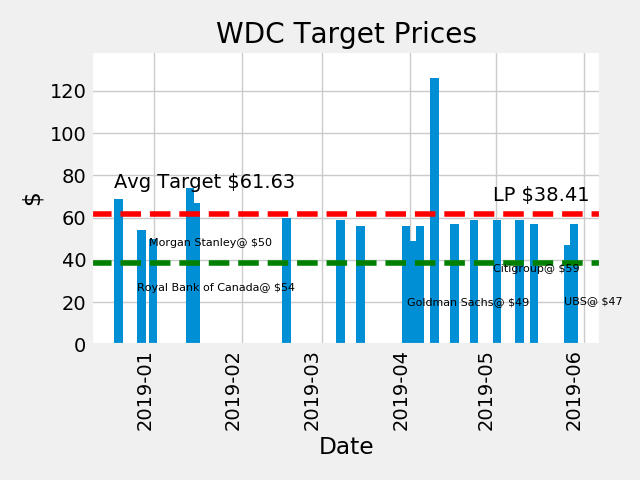 WDC Target Prices
$
120
100
80
60
40
20
0
Avg Target $61.63
LP $38.41
Morgan Stanley@ $50
Royal Bank of Canada@ $54
Citigroup@ $59
Goldman Sachs@ $49
UBS@ $47
2019-01
2019-02
2019-03
2019-04
2019-05
2019-06
Date